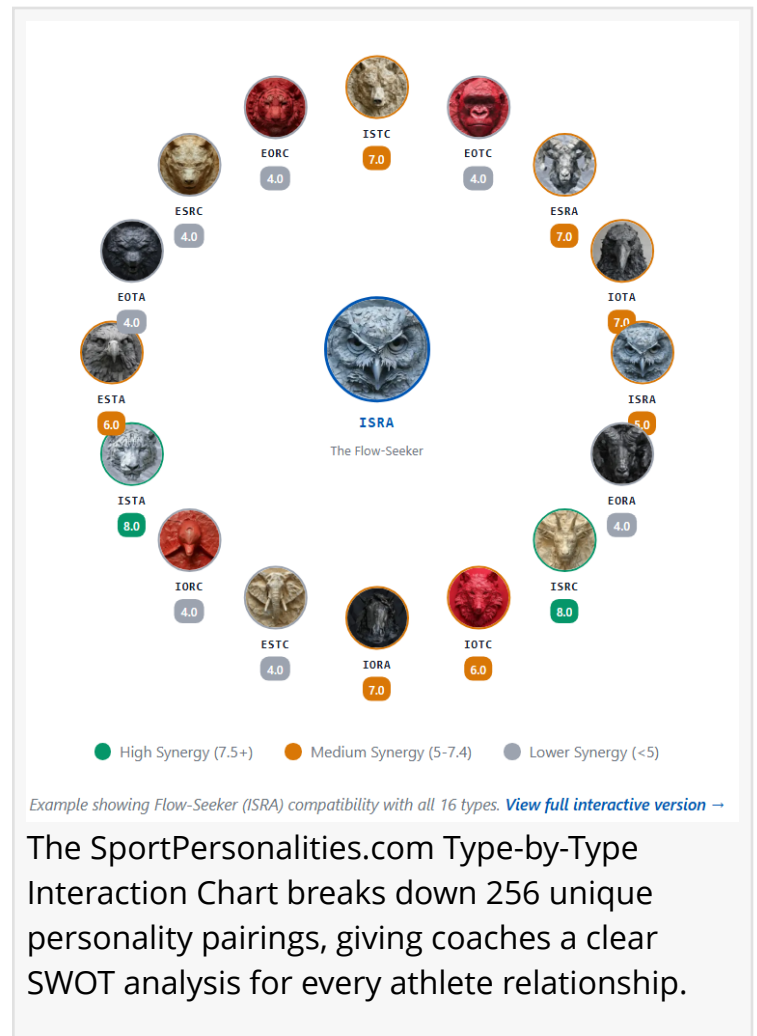 ISTC
7.0
EORC
4.0
EOTC
4.0
ESRC
4.0
ESRA
7.0
EOTA
4.0
IOTA
7.0
ESTA
6.0
ISRA
5.0
ISRA
The Flow-Seeker
ISTA
8.0
EORA
4.0
IORC
4.0
ISRC
8.0
ESTC
4.0
IOTC
6.0
IORA
7.0
High Synergy (7.5+) Medium Synergy (5-7.4) Lower Synergy (<5)
Example showing Flow-Seeker (ISRA) compatibility with all 16 types. View full interactive version →
The SportPersonalities.com Type-by-Type
Interaction Chart breaks down 256 unique
personality pairings, giving coaches a clear
SWOT analysis for every athlete relationship.